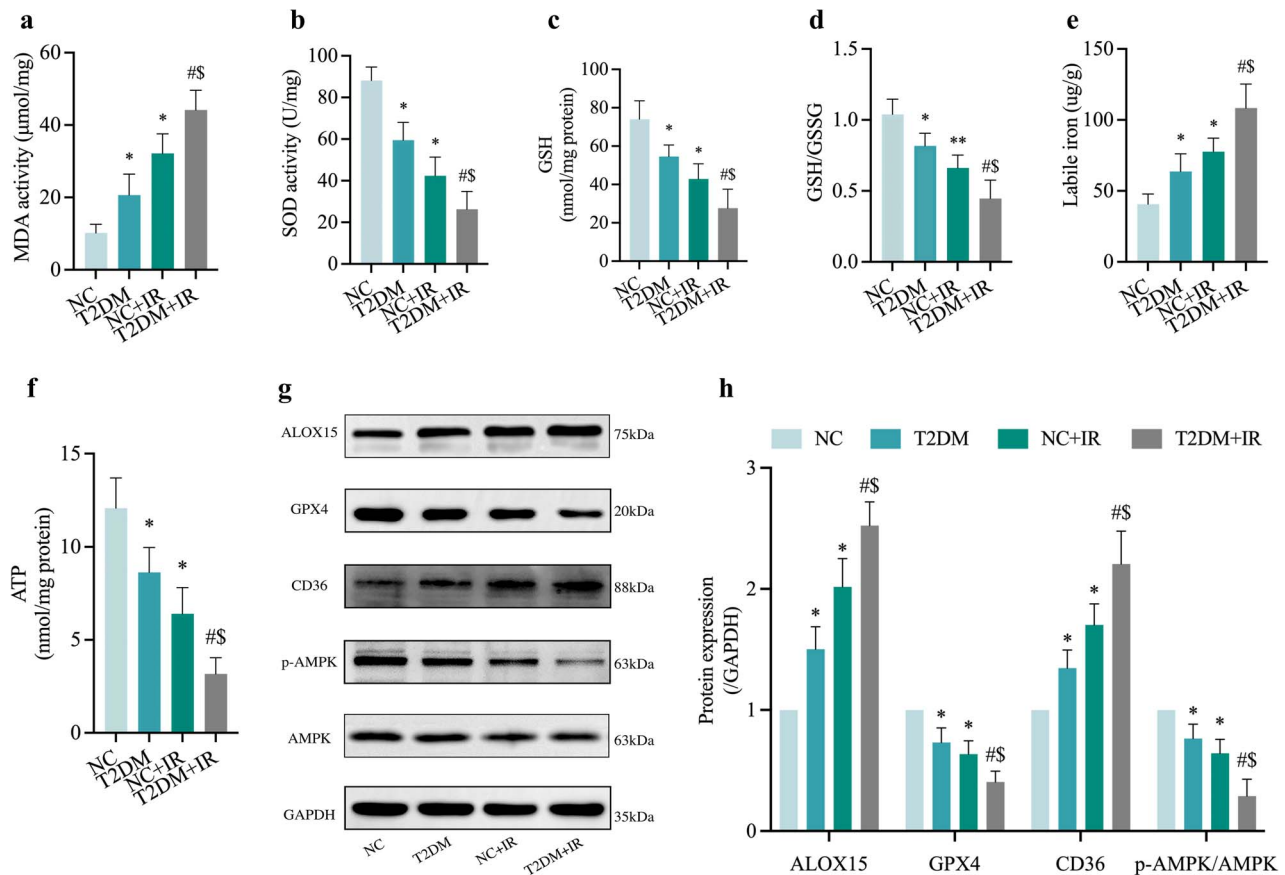 a
MDA activity (μmol/mg)
60
40
20
0
*
*
#$
NC
T2DM
NC+IR
T2DM+IR
b
SOD activity (U/mg)
100
80
60
40
20
0
*
*
#$
NC
T2DM
NC+IR
T2DM+IR
c
GSH
(nmol/mg protein)
100
80
60
40
20
0
*
*
#$
NC
T2DM
NC+IR
T2DM+IR
d
GSH/GSSG
1.5
1.0
0.5
0.0
*
**
#$
NC
T2DM
NC+IR
T2DM+IR
e
Labile iron (ug/g)
150
100
50
0
*
*
#$
NC
T2DM
NC+IR
T2DM+IR
f
ATP
(nmol/mg protein)
15
10
5
0
*
*
#$
NC
T2DM
NC+IR
T2DM+IR
g
ALOX15 75kDa
GPX4 20kDa
CD36 88kDa
p-AMPK 63kDa
AMPK 63kDa
GAPDH 35kDa
NC T2DM NC+IR T2DM+IR
h
NC T2DM NC+IR T2DM+IR
Protein expression
(/GAPDH)
3
2
1
0
*
*
#$
*
*
#$
*
*
#$
*
*
#$
ALOX15 GPX4 CD36 p-AMPK/AMPK